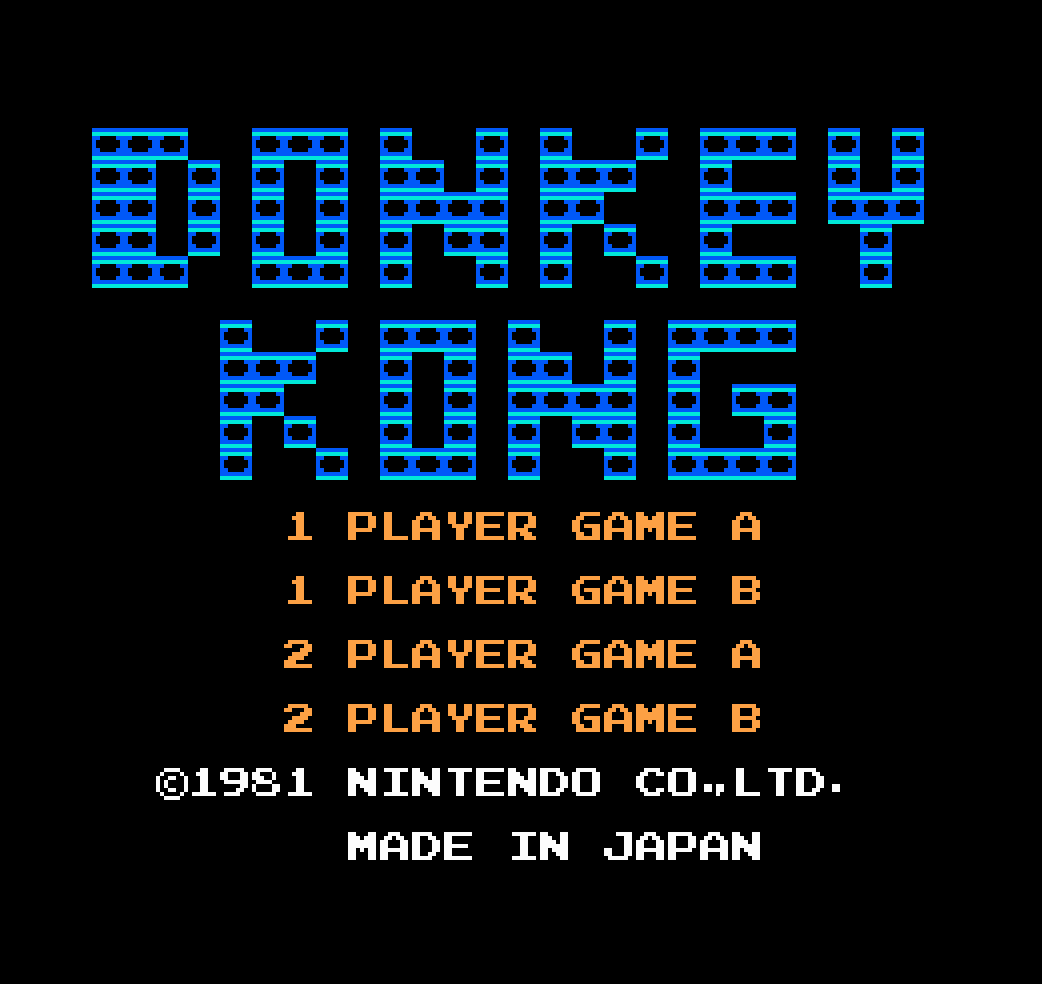 DONKEY
KONG
1 PLAYER GAME A
1 PLAYER GAME B
2 PLAYER GAME A
2 PLAYER GAME B
©1981 NINTENDO CO.,LTD.
MADE IN JAPAN